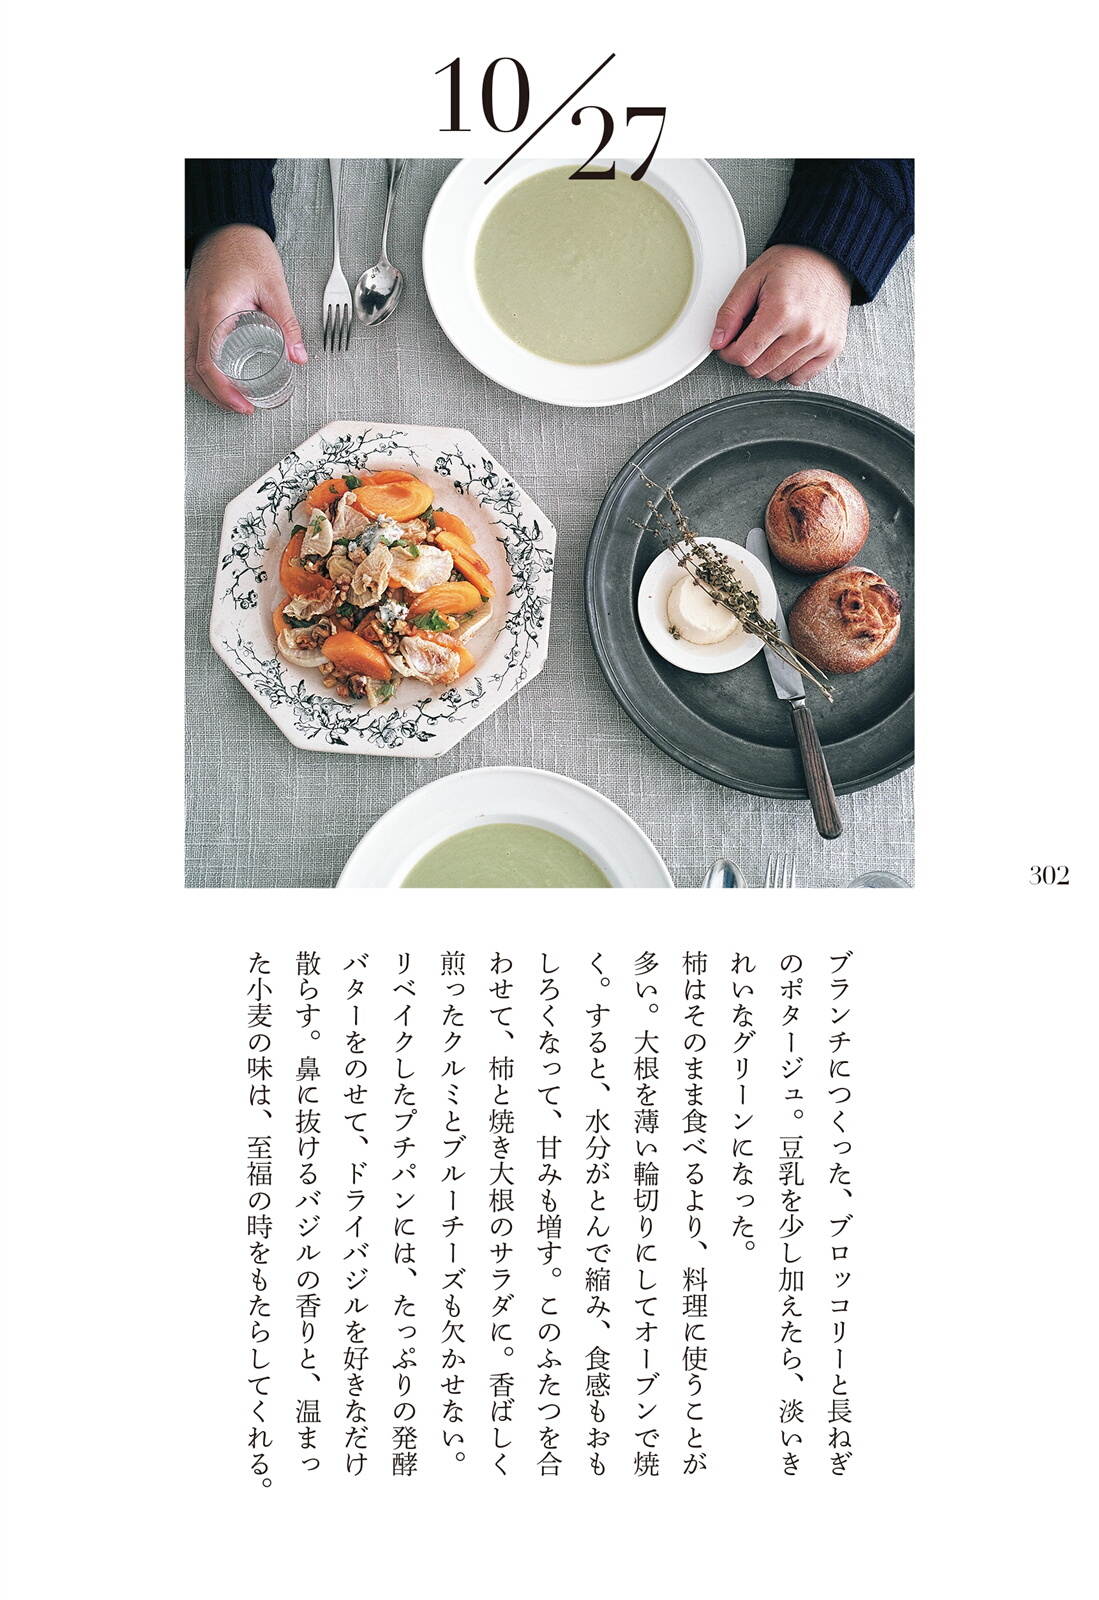 10/27
302
ブランチにつくった、ブロッコリーと長ねぎ
のポタージュ。豆乳を少し加えたら、淡いき
れいなグリーンになった。
柿はそのまま食べるより、料理に使うことが
多い。大根を薄い輪切りにしてオーブンで焼
く。すると、水分がとんで縮み、食感もおも
しろくなって、甘みも増す。このふたつを合
わせて、柿と焼き大根のサラダに。香ばしく
煎ったクルミとブルーチーズも欠かせない。
リベイクしたプチパンには、たっぷりの発酵
バターをのせて、ドライバジルを好きなだけ
散らす。鼻に抜けるバジルの香りと、温まっ
た小麦の味は、至福の時をもたらしてくれる。